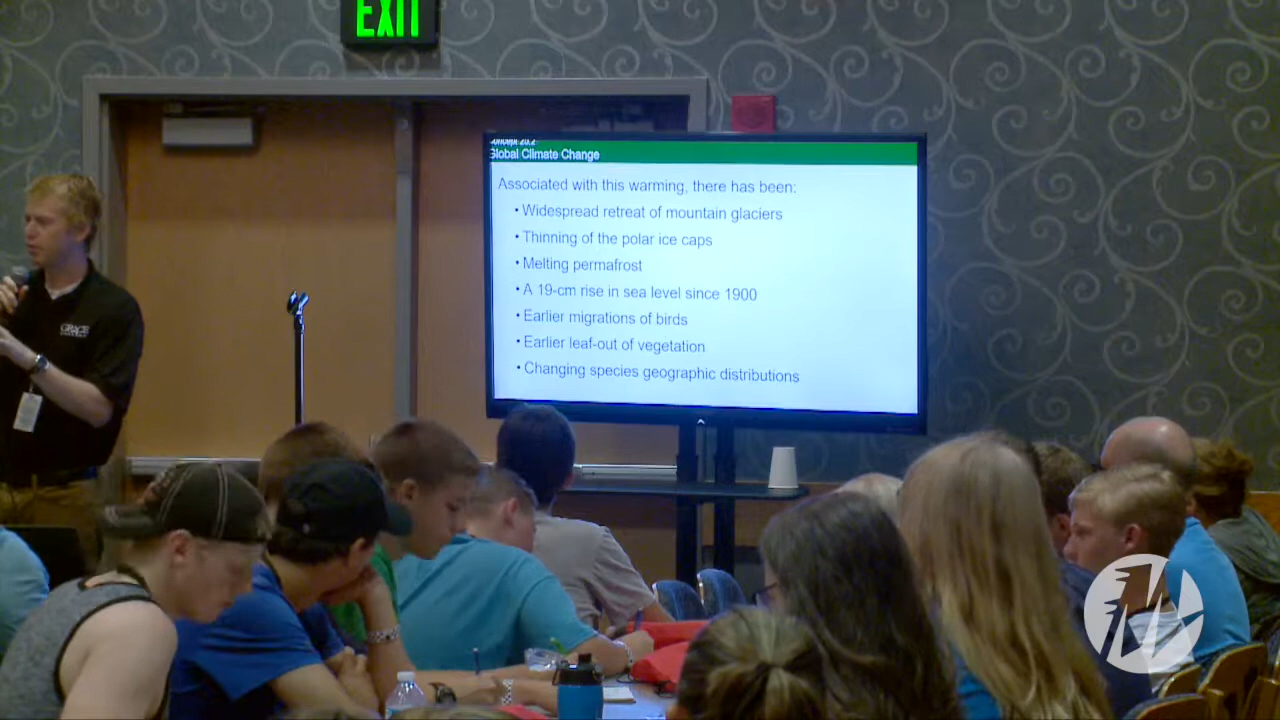 EXIT
Global Climate Change
Associated with this warming, there has been:
• Widespread retreat of mountain glaciers
• Thinning of the polar ice caps
• Melting permafrost
• A 19-cm rise in sea level since 1900
• Earlier migrations of birds
• Earlier leaf-out of vegetation
• Changing species geographic distributions
GRACE